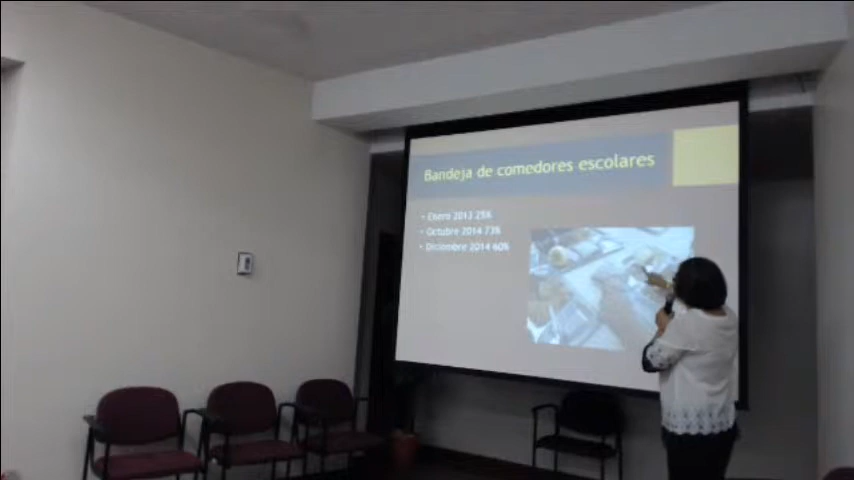 Bandeja de comedores escolares
• Enero 2013 25%
• Octubre 2014 73%
• Diciembre 2014 60%